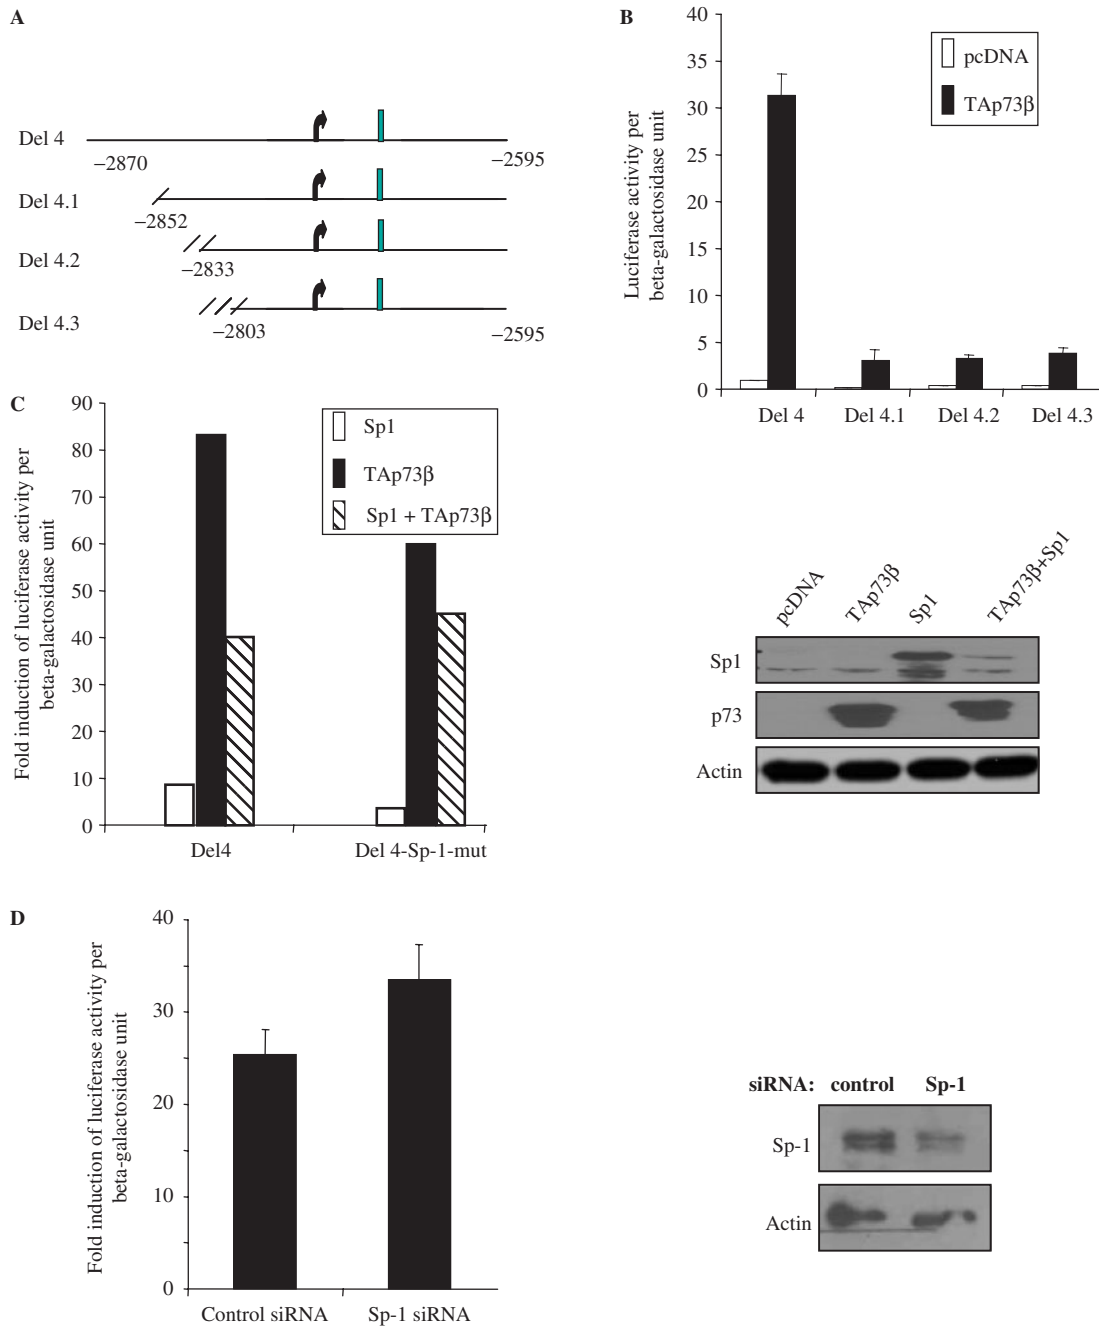 A
Del 4
−2870
−2595
Del 4.1
−2852
Del 4.2
−2833
Del 4.3
−2803
−2595
B
Luciferase activity per
beta-galactosidase unit
40
35
30
25
20
15
10
5
0
pcDNA
TAp73β
Del 4
Del 4.1
Del 4.2
Del 4.3
C
Fold induction of luciferase activity per
beta-galactosidase unit
90
80
70
60
50
40
30
20
10
0
Sp1
TAp73β
Sp1 + TAp73β
Del4
Del 4-Sp-1-mut
pcDNA
TAp73β
Sp1
TAp73β+Sp1
Sp1
p73
Actin
D
Fold induction of luciferase activity per
beta-galactosidase unit
40
30
20
10
0
Control siRNA
Sp-1 siRNA
siRNA: control Sp-1
Sp-1
Actin